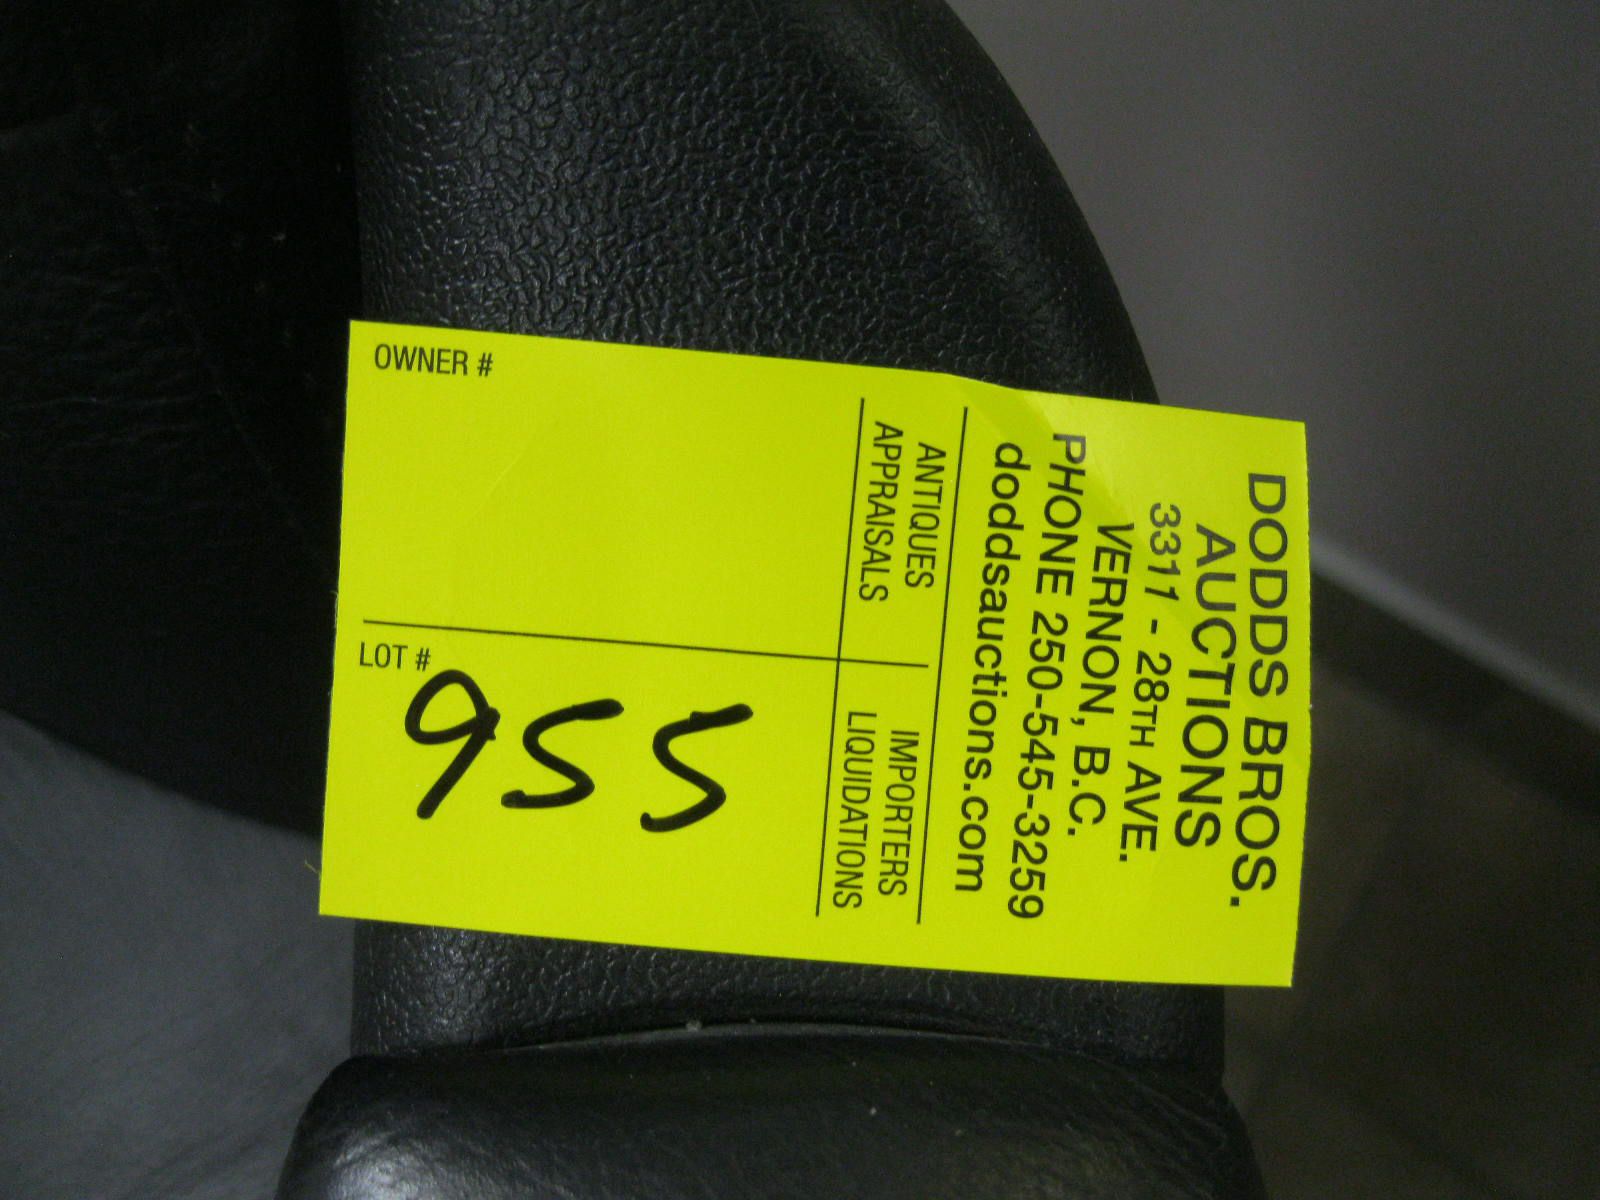 DODDS BROS.
AUCTIONS
3311 - 28TH AVE.
VERNON, B.C.
PHONE 250-545-3259
doddsauctions.com
ANTIQUES
APPRAISALS
IMPORTERS
LIQUIDATIONS
OWNER #
LOT #
955